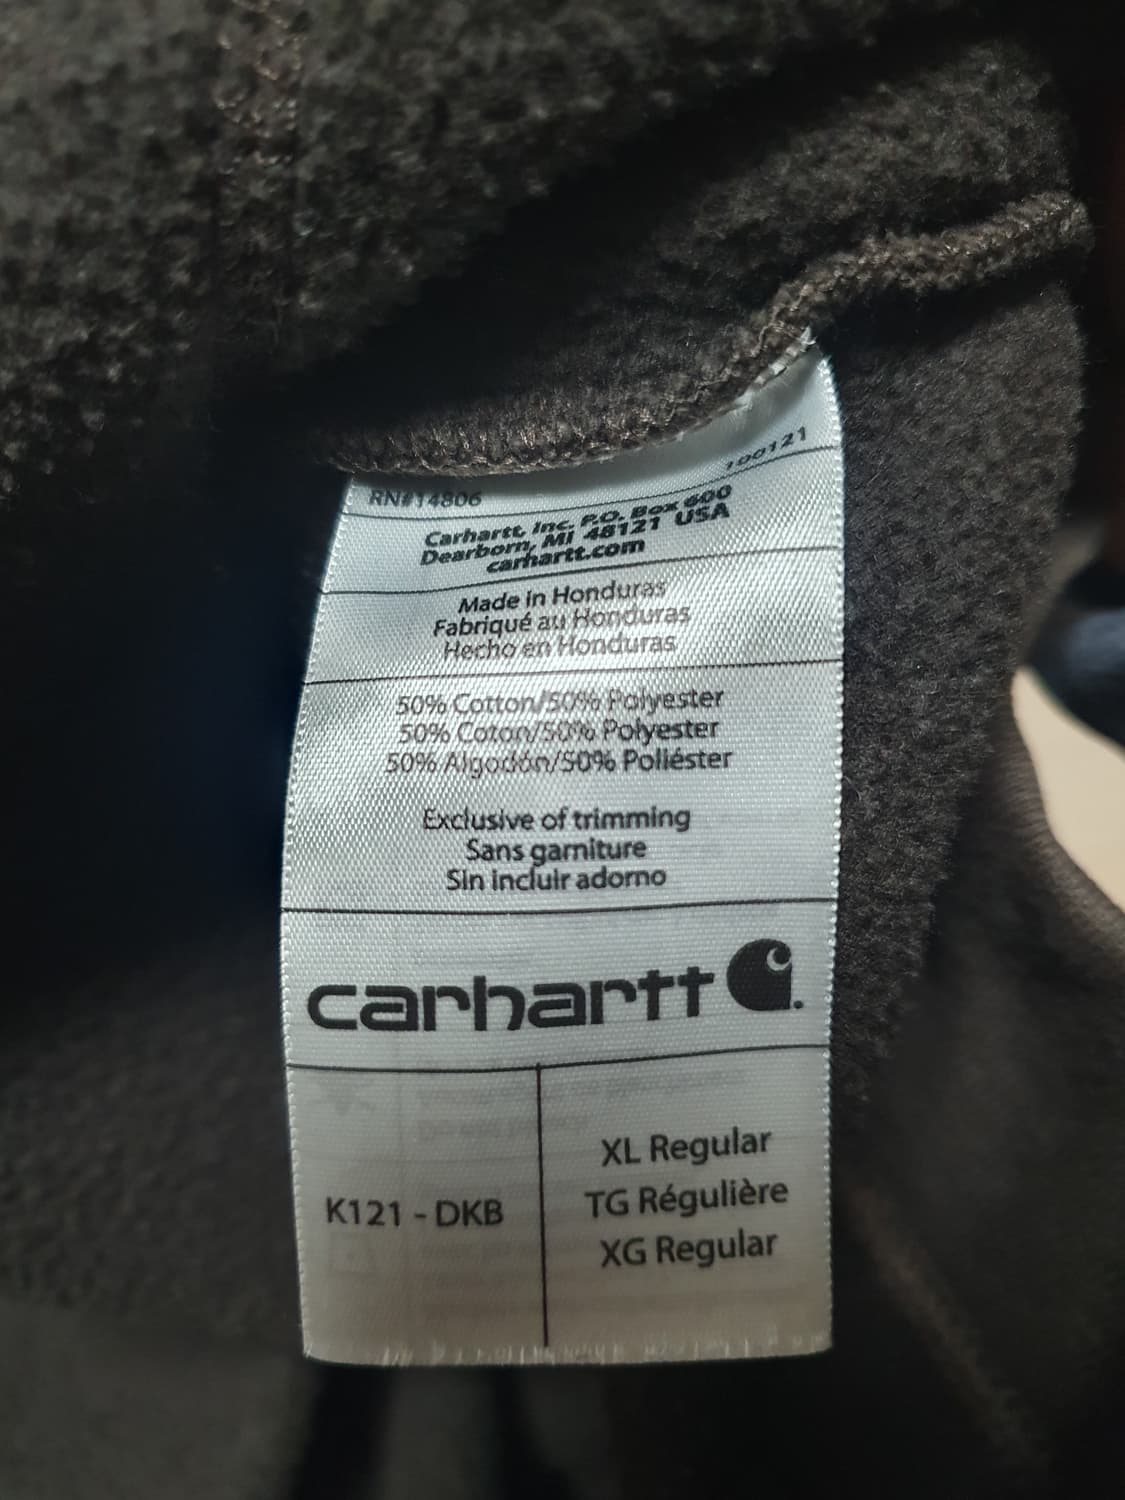 RN#14806 100121
Carhartt, Inc. P.O. Box 600
Dearborn, MI 48121 USA
carhartt.com
Made in Honduras
Fabriqué au Honduras
Hecho en Honduras
50% Cotton/50% Polyester
50% Coton/50% Polyester
50% Algodón/50% Poliéster
Exclusive of trimming
Sans garniture
Sin incluir adorno
carhartt
K121 - DKB
XL Regular
TG Régulière
XG Regular